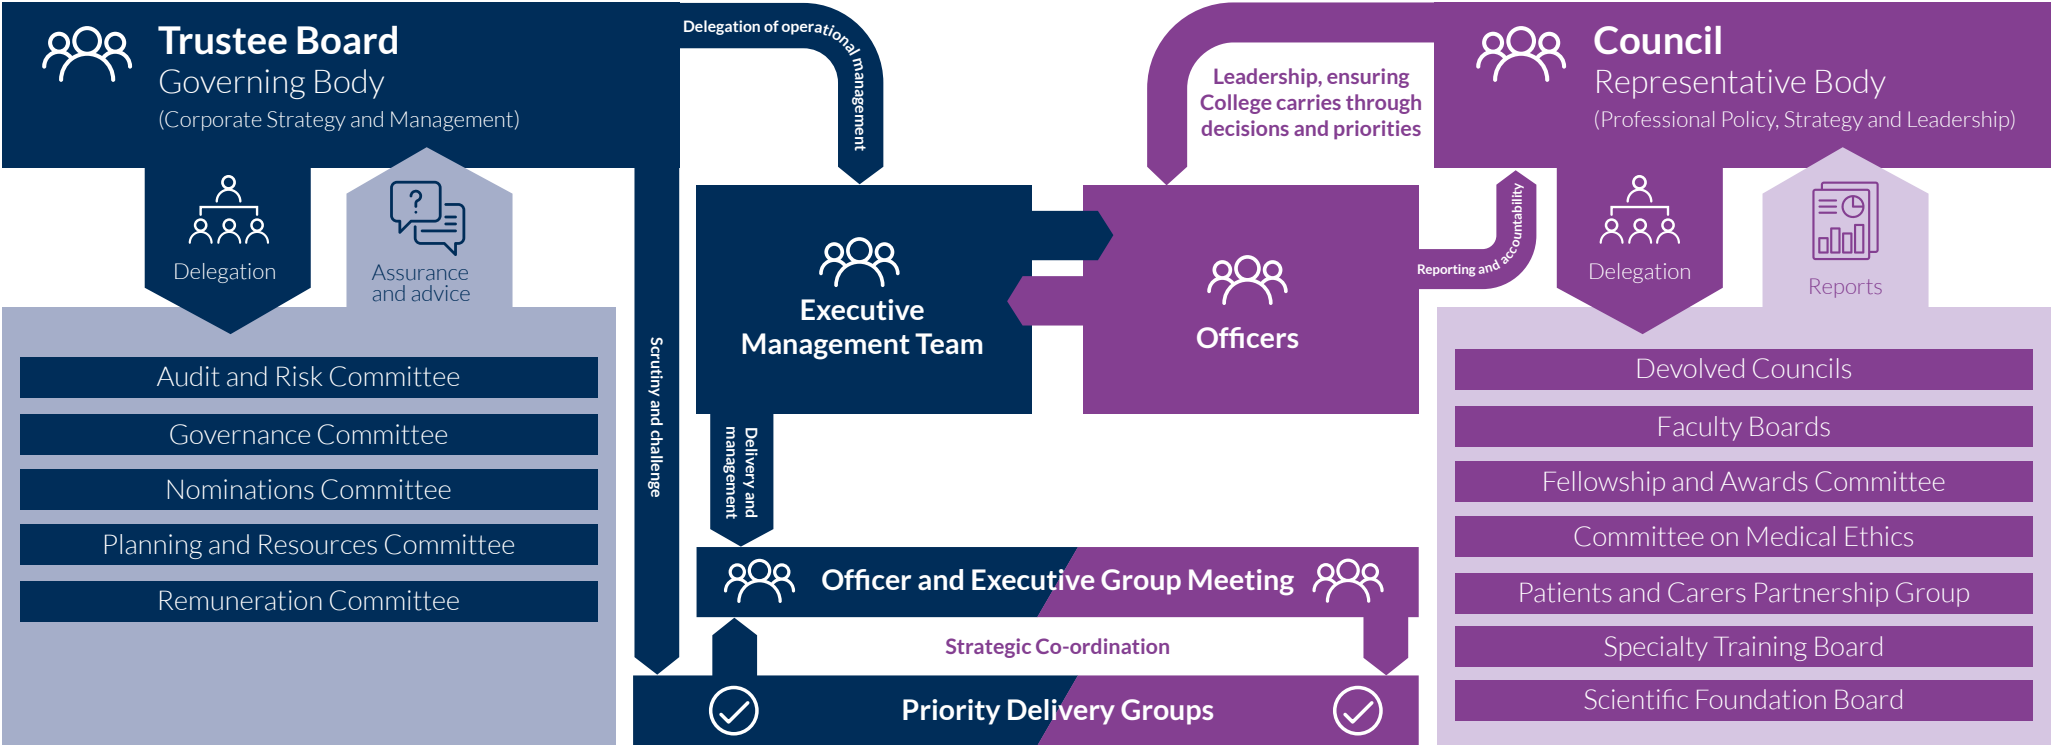 Trustee Board
Governing Body
(Corporate Strategy and Management)
Delegation
Assurance
and advice
Audit and Risk Committee
Governance Committee
Nominations Committee
Planning and Resources Committee
Remuneration Committee
Delegation of operational management
Scrutiny and challenge
Executive
Management Team
Delivery and
management
Leadership, ensuring
College carries through
decisions and priorities
Officers
Reporting and accountability
Officer and Executive Group Meeting
Strategic Co-ordination
Priority Delivery Groups
Council
Representative Body
(Professional Policy, Strategy and Leadership)
Delegation
Reports
Devolved Councils
Faculty Boards
Fellowship and Awards Committee
Committee on Medical Ethics
Patients and Carers Partnership Group
Specialty Training Board
Scientific Foundation Board